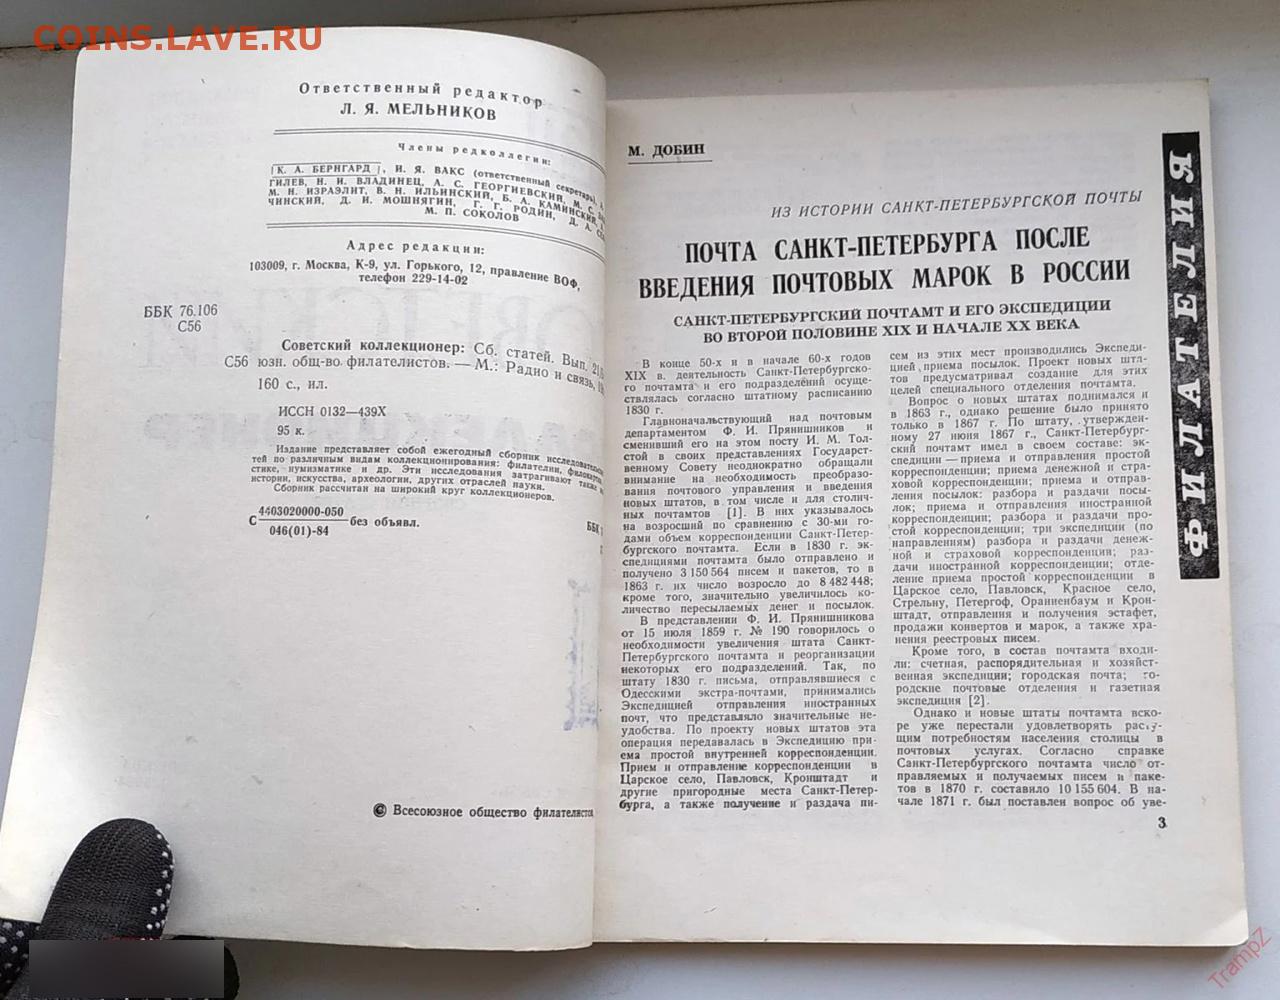 COINS.LAVE.RU
Ответственный редактор
Л. Я. МЕЛЬНИКОВ
Члены редколлегии:
К. А. БЕРНГАРД, И. Я. ВАКС (ответственный секретарь), А.
ГИЛЕВ, Н. И. ВЛАДИНЕЦ, А. С. ГЕОРГИЕВСКИЙ, М. С.
М. Н. ИЗРАЭЛИТ, В. Н. ИЛЬИНСКИЙ, Б. А. КАМИНСКИЙ,
ЧИНСКИЙ, Д. И. МОШНЯГИН, Г. Г. РОДИН, Д. А.
М. П. СОКОЛОВ
Адрес редакции:
103009, г. Москва, К-9, ул. Горького, 12, правление ВОФ,
телефон 229-14-02
ББК 76.106
С56
Советский коллекционер: Сб. статей. Вып.
С56 юзн. общ-во филателистов. — М.: Радио и связь,
160 с., ил.
ИССН 0132—439X
95 к.
Издание представляет собой ежегодный сборник
тей по различным видам коллекционирования: филателии,
стике, нумизматике и др. Эти исследования затрагивают также
истории, искусства, археологии, других отраслей науки.
Сборник рассчитан на широкий круг коллекционеров.
С 4403020000-050
046(01)-84 без объявл.
ББК
© Всесоюзное общество филателистов,
М. ДОБИН
ИЗ ИСТОРИИ САНКТ-ПЕТЕРБУРГСКОЙ ПОЧТЫ
ПОЧТА САНКТ-ПЕТЕРБУРГА ПОСЛЕ
ВВЕДЕНИЯ ПОЧТОВЫХ МАРОК В РОССИИ
САНКТ-ПЕТЕРБУРГСКИЙ ПОЧТАМТ И ЕГО ЭКСПЕДИЦИИ
ВО ВТОРОЙ ПОЛОВИНЕ XIX И НАЧАЛЕ XX ВЕКА
В конце 50-х и в начале 60-х годов
XIX в. деятельность Санкт-Петербургско-
го почтамта и его подразделений осуще-
ствлялась согласно штатному расписанию
1830 г.
Главноначальствующий над почтовым
департаментом Ф. И. Прянишников и
сменивший его на этом посту И. М. Тол-
стой в своих представлениях Государст-
венному Совету неоднократно обращали
внимание на необходимость преобразо-
вания почтового управления и введения
новых штатов, в том числе и для столич-
ных почтамтов [1]. В них указывалось
на возросший по сравнению с 30-ми го-
дами объем корреспонденции Санкт-Петер-
бургского почтамта. Если в 1830 г. эк-
спедициями почтамта было отправлено и
получено 3 150 564 писем и пакетов, то в
1863 г. их число возросло до 8 482 448;
кроме того, значительно увеличилось ко-
личество пересылаемых денег и посылок.
В представлении Ф. И. Прянишникова
от 15 июля 1859 г. № 190 говорилось о
необходимости увеличения штата Санкт-
Петербургского почтамта и реорганизации
некоторых его подразделений. Так, по
штату 1830 г. письма, отправлявшиеся с
Одесскими экстра-почтами, принимались
Экспедицией отправления иностранных
почт, что представляло значительные не-
удобства. По проекту новых штатов эта
операция передавалась в Экспедицию при-
ема простой внутренней корреспонденции.
Прием и отправление корреспонденции в
Царское село, Павловск, Кронштадт и
другие пригородные места Санкт-Петер-
бурга, а также получение и раздача пи-
сем из этих мест производились Экспеди-
цией приема посылок. Проект новых шта-
тов предусматривал создание для этих
целей специального отделения почтамта.
Вопрос о новых штатах поднимался и
в 1863 г., однако решение было принято
только в 1867 г. По штату, утвержден-
ному 27 июня 1867 г., Санкт-Петербург-
ский почтамт имел в своем составе: эк-
спедиции — приема и отправления простой
корреспонденции; приема денежной и стра-
ховой корреспонденции; приема и отправ-
ления посылок: разбора и раздачи посы-
лок; приема и отправления иностранной
корреспонденции; разбора и раздачи про-
стой корреспонденции; три экспедиции (по
направлениям) разбора и раздачи денеж-
ной и страховой корреспонденции; раз-
дачи иностранной корреспонденции; отде-
ление приема простой корреспонденции в
Царское село, Павловск, Красное село,
Стрельну, Петергоф, Ораниенбаум и Крон-
штадт, отправления и получения эстафет,
продажи конвертов и марок, а также хра-
нения реестровых писем.
Кроме того, в состав почтамта входи-
ли: счетная, распорядительная и хозяйст-
венная экспедиции; городская почта; го-
родские почтовые отделения и газетная
экспедиция [2].
Однако и новые штаты почтамта вско-
ре уже перестали удовлетворять расту-
щим потребностям населения столицы в
почтовых услугах. Согласно справке
Санкт-Петербургского почтамта число от-
правляемых и получаемых писем и паке-
тов в 1870 г. составило 10 155 604. В на-
чале 1871 г. был поставлен вопрос об уве-
3
ФИЛАТЕЛИЯ
TrampZ